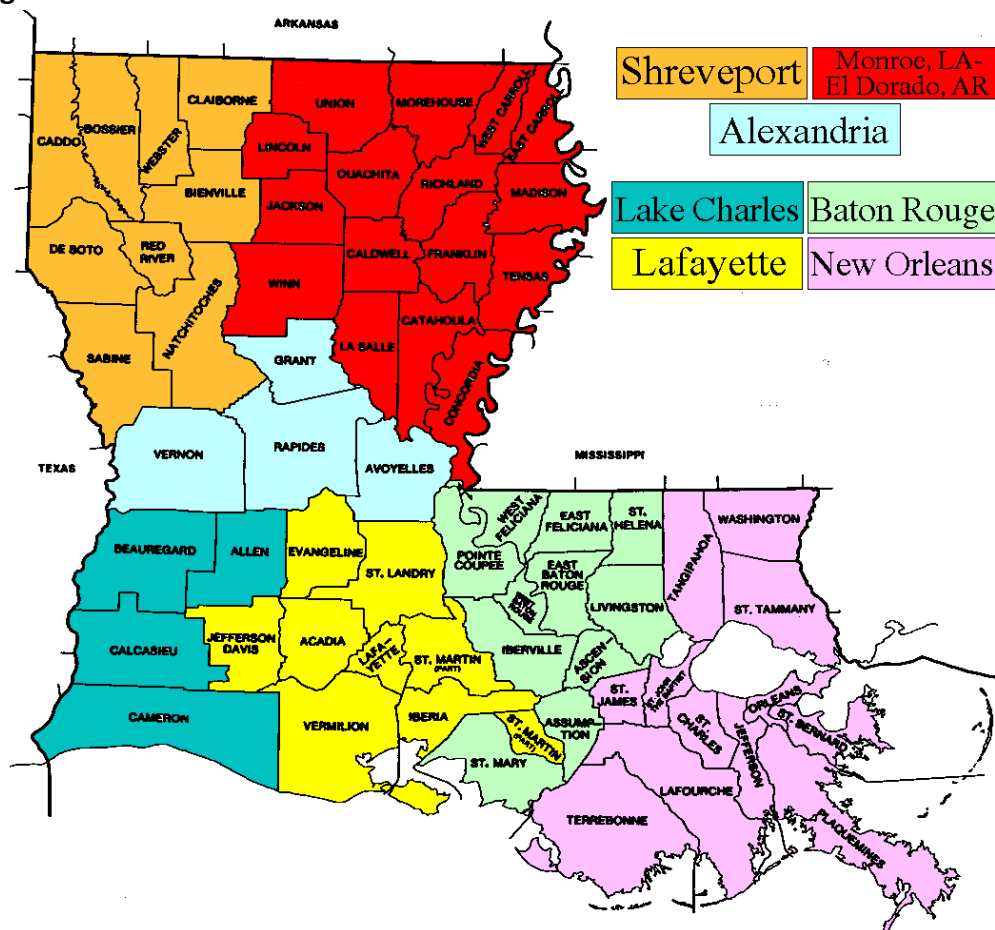 ARKANSAS
Shreveport
Monroe, LA-
El Dorado, AR
Alexandria
Lake Charles
Baton Rouge
Lafayette
New Orleans
CADDO
BOSSIER
WEBSTER
CLAIBORNE
UNION
MOREHOUSE
WEST CARROLL
EAST CARROLL
LINCOLN
OUACHITA
RICHLAND
MADISON
BIENVILLE
JACKSON
DE SOTO
RED
RIVER
CALDWELL
FRANKLIN
TENSAS
WINN
NATCHITOCHES
SABINE
GRANT
LA SALLE
CATAHOULA
CONCORDIA
TEXAS
VERNON
RAPIDES
AVOYELLES
MISSISSIPPI
BEAUREGARD
ALLEN
EVANGELINE
ST. LANDRY
POINTE
COUPEE
WEST
FELICIANA
EAST
FELICIANA
ST.
HELENA
TANGIPAHOA
WASHINGTON
EAST
BATON
ROUGE
LIVINGSTON
ST. TAMMANY
CALCASIEU
JEFFERSON
DAVIS
ACADIA
LAFA-
YETTE
ST. MARTIN
(PART)
IBERVILLE
ASCEN-
SION
CAMERON
VERMILION
IBERIA
ST. MARTIN
(PART)
ST. MARY
ASSUMP-
TION
ST.
JAMES
ST. JOHN
THE BAPTIST
ST.
CHARLES
JEFFERSON
ORLEANS
ST. BERNARD
TERREBONNE
LAFOURCHE
PLAQUEMINES